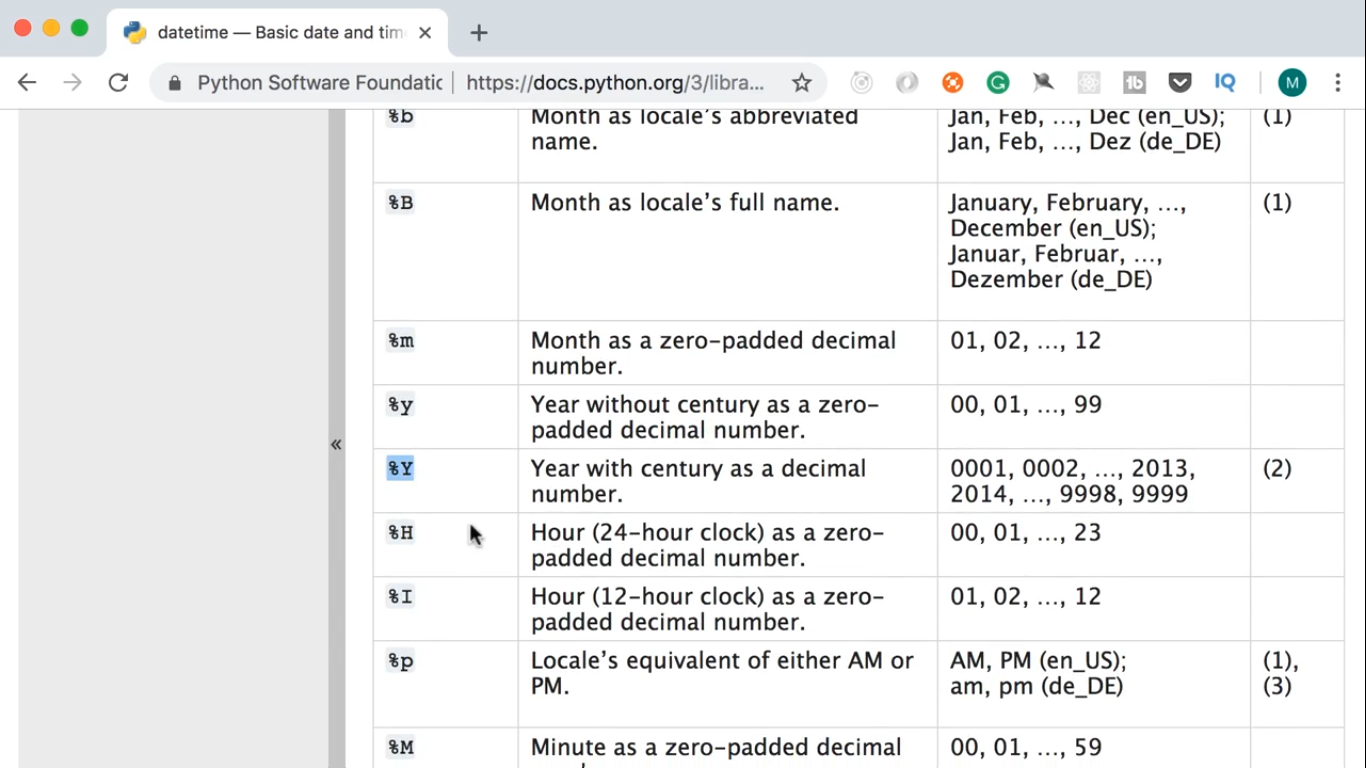 datetime — Basic date and tim
Python Software Foundatic | https://docs.python.org/3/libra...
%b Month as locale's abbreviated name. Jan, Feb, …, Dec (en_US); Jan, Feb, …, Dez (de_DE) (1)
%B Month as locale's full name. January, February, …, December (en_US); Januar, Februar, …, Dezember (de_DE) (1)
%m Month as a zero-padded decimal number. 01, 02, …, 12
%y Year without century as a zero-padded decimal number. 00, 01, …, 99
%Y Year with century as a decimal number. 0001, 0002, …, 2013, 2014, …, 9998, 9999 (2)
%H Hour (24-hour clock) as a zero-padded decimal number. 00, 01, …, 23
%I Hour (12-hour clock) as a zero-padded decimal number. 01, 02, …, 12
%p Locale's equivalent of either AM or PM. AM, PM (en_US); am, pm (de_DE) (1), (3)
%M Minute as a zero-padded decimal 00, 01, …, 59